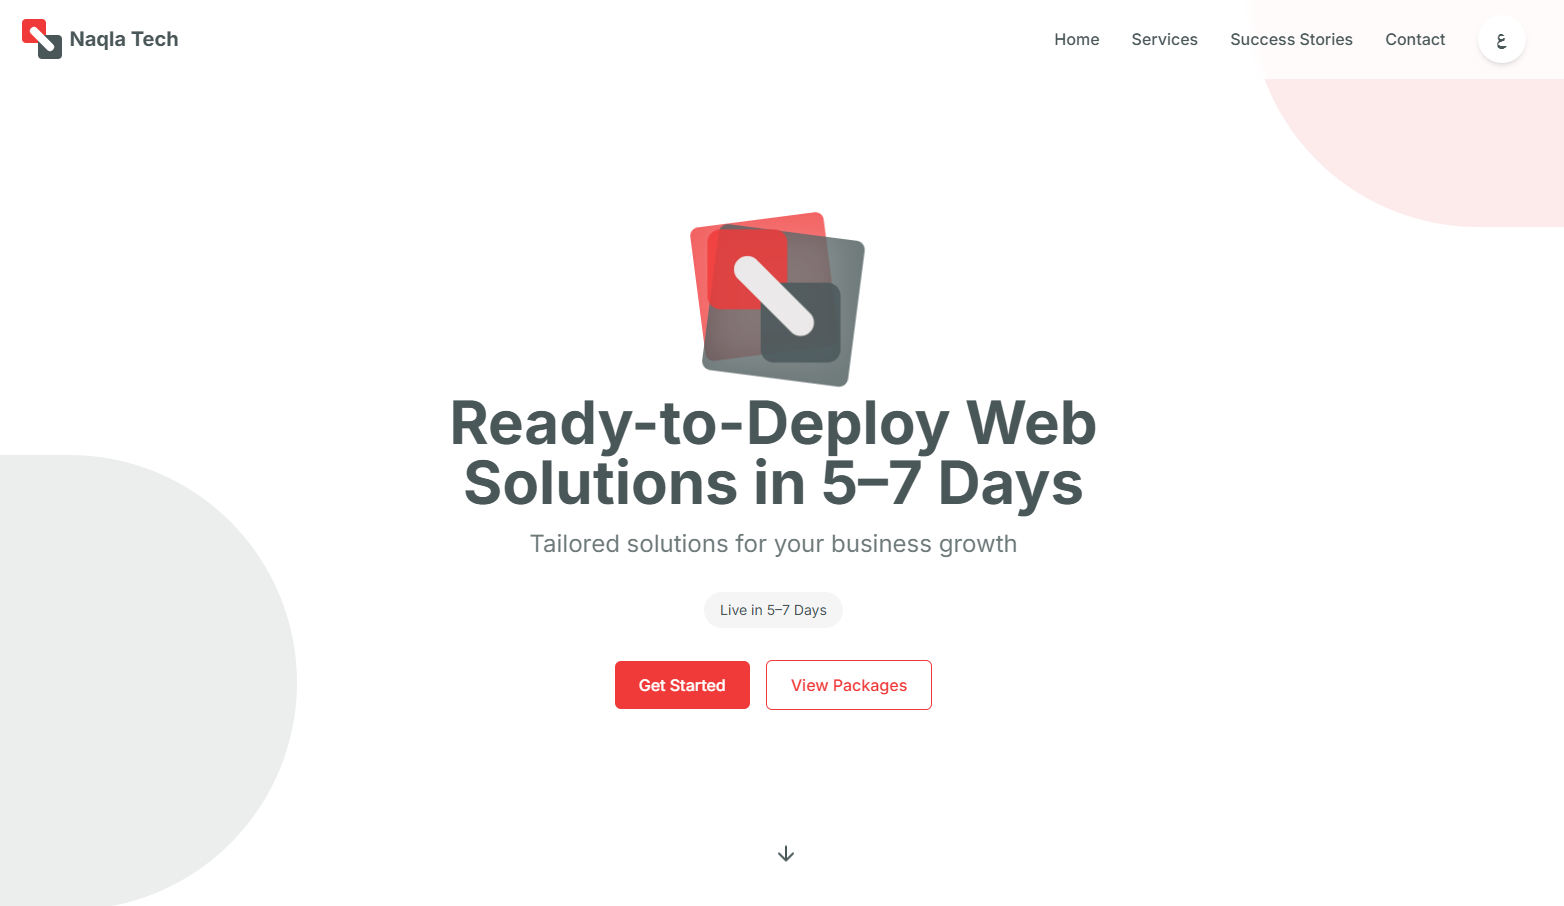 Naqla Tech
Home
Services
Success Stories
Contact
ع
Ready-to-Deploy Web
Solutions in 5–7 Days
Tailored solutions for your business growth
Live in 5–7 Days
Get Started
View Packages